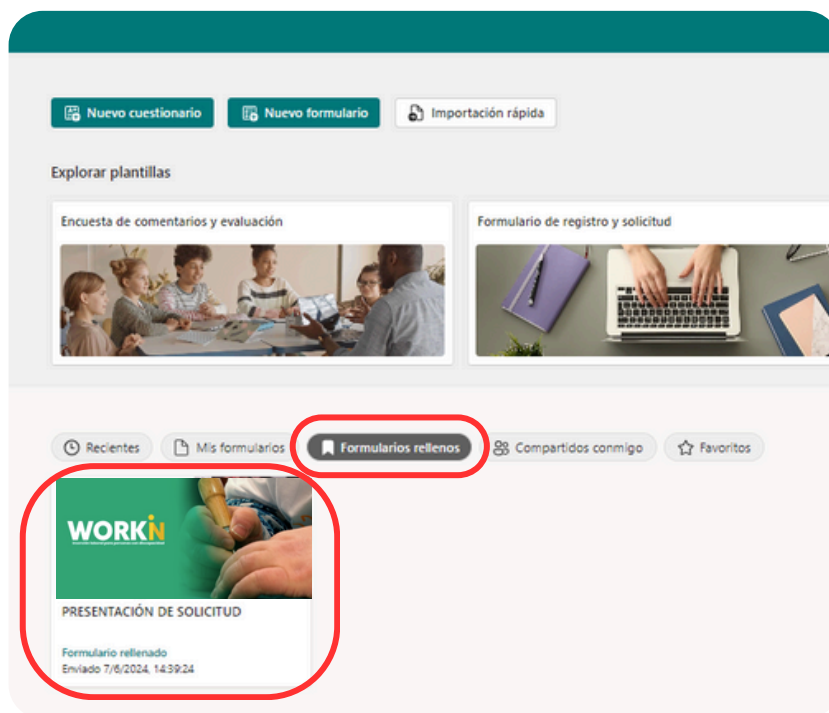 Nuevo cuestionario
Nuevo formulario
Importación rápida
Explorar plantillas
Encuesta de comentarios y evaluación
Formulario de registro y solicitud
Recientes
Mis formularios
Formularios rellenos
Compartidos conmigo
Favoritos
WORKiN
PRESENTACIÓN DE SOLICITUD
Formulario rellenado
Enviado 7/6/2024, 14:39:24